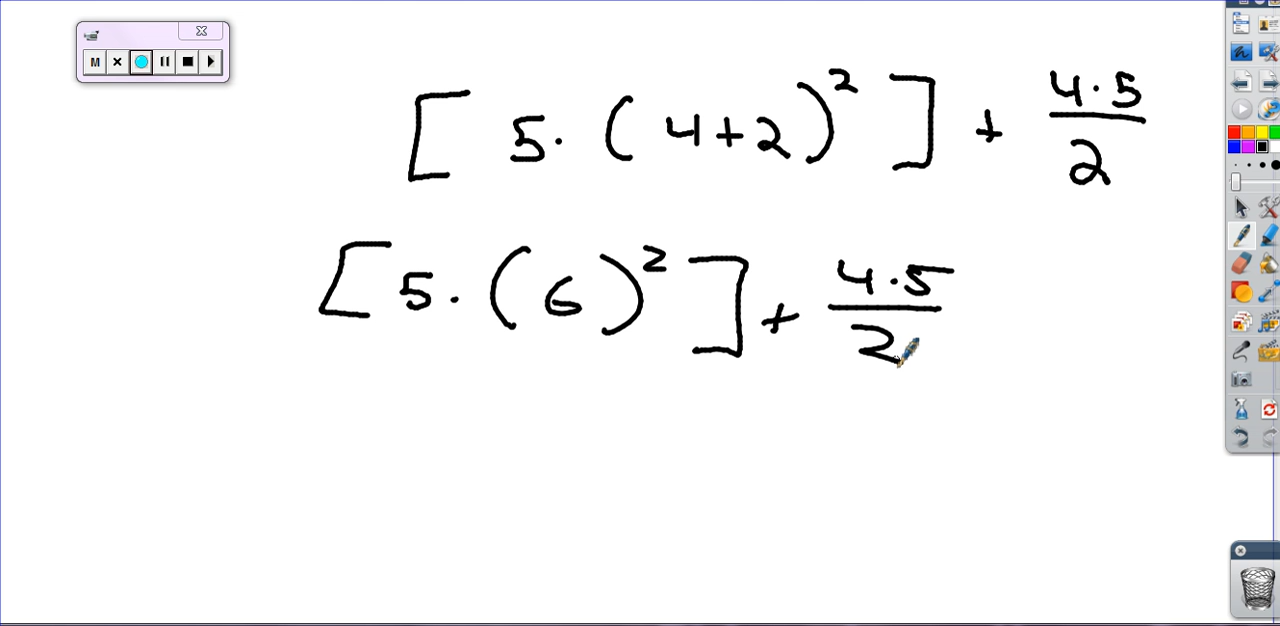 M
[ 5 · ( 4 + 2 )² ] + 4 · 5 / 2
[ 5 · ( 6 )² ] + 4 · 5 / 2